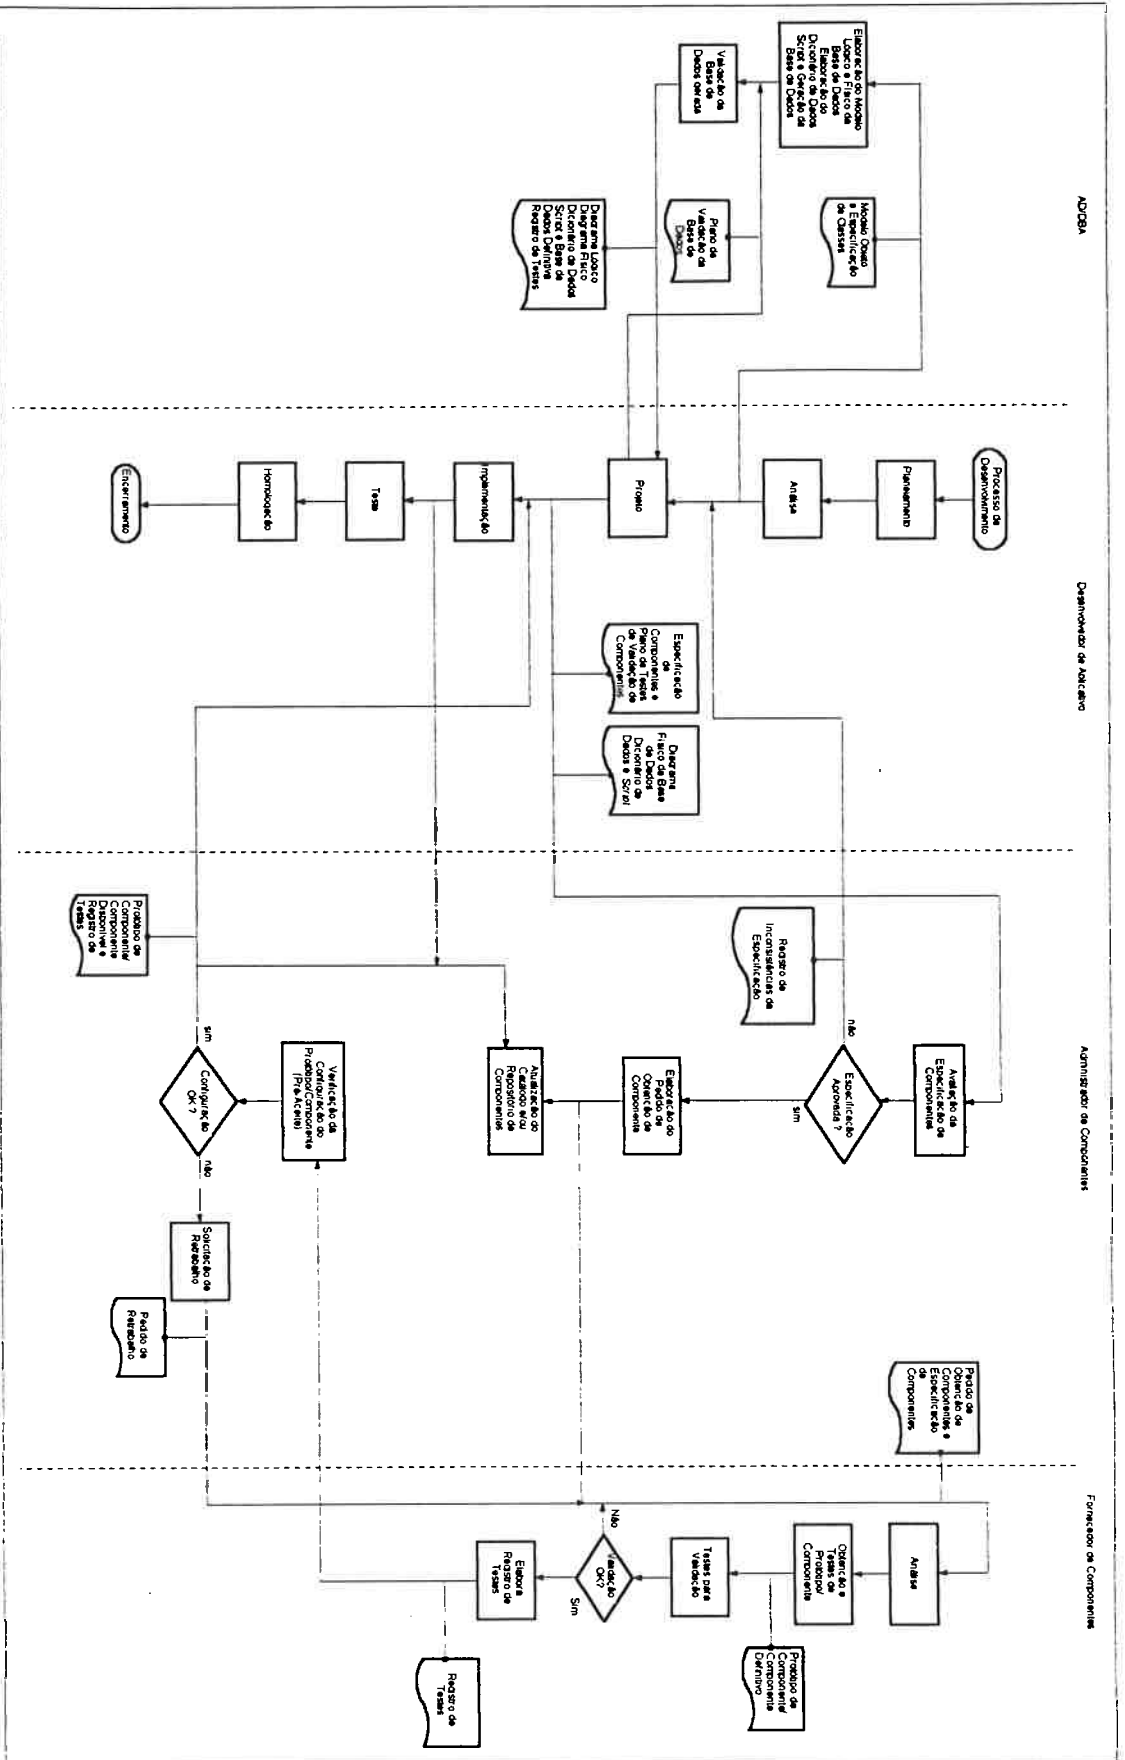 AD/DBA
Elaboração do Modelo
Lógico e Físico da
Base de Dados
Elaboração do
Dicionário de Dados
Script e Geração da
Base de Dados
Validação da
Base de
Dados gerada
Modelo Objeto
e Especificação
de Classes
Plano de
Validação da
Base de
Dados
Diagrama Lógico
Diagrama Físico
Dicionário de Dados
Script e Base de
Dados Definitiva
Registro de Testes
Desenvolvedor de Aplicativo
Processo de
Desenvolvimento
Planejamento
Análise
Projeto
Implementação
Teste
Homologação
Encerramento
Especificação
de
Componentes e
Plano de Testes
de Validação de
Componentes
Diagrama
Físico da Base
de Dados
Dicionário de
Dados e Script
Administrador de Componentes
Avaliação da
Especificação de
Componentes
Especificação
Aprovada ?
não
sim
Registro de
Inconsistências de
Especificação
Elaboração do
Pedido de
Obtenção de
Componente
Atualização do
Catálogo e/ou
Repositório de
Componentes
Verificação da
Configuração do
Protótipo/Componente
(Pré-Aceite)
Configuração
OK ?
sim
não
Protótipo de
Componente/
Componente
Disponível e
Registro de
Testes
Solicitação de
Retrabalho
Pedido de
Retrabalho
Pedido de
Obtenção de
Componentes e
Especificação
de
Componentes
Fornecedor de Componentes
Análise
Obtenção e
Testes de
Protótipo/
Componente
Testes para
Validação
Validação
OK?
Não
Sim
Elabora
Registro de
Testes
Protótipo de
Componente/
Componente
Definitivo
Registro de
Testes